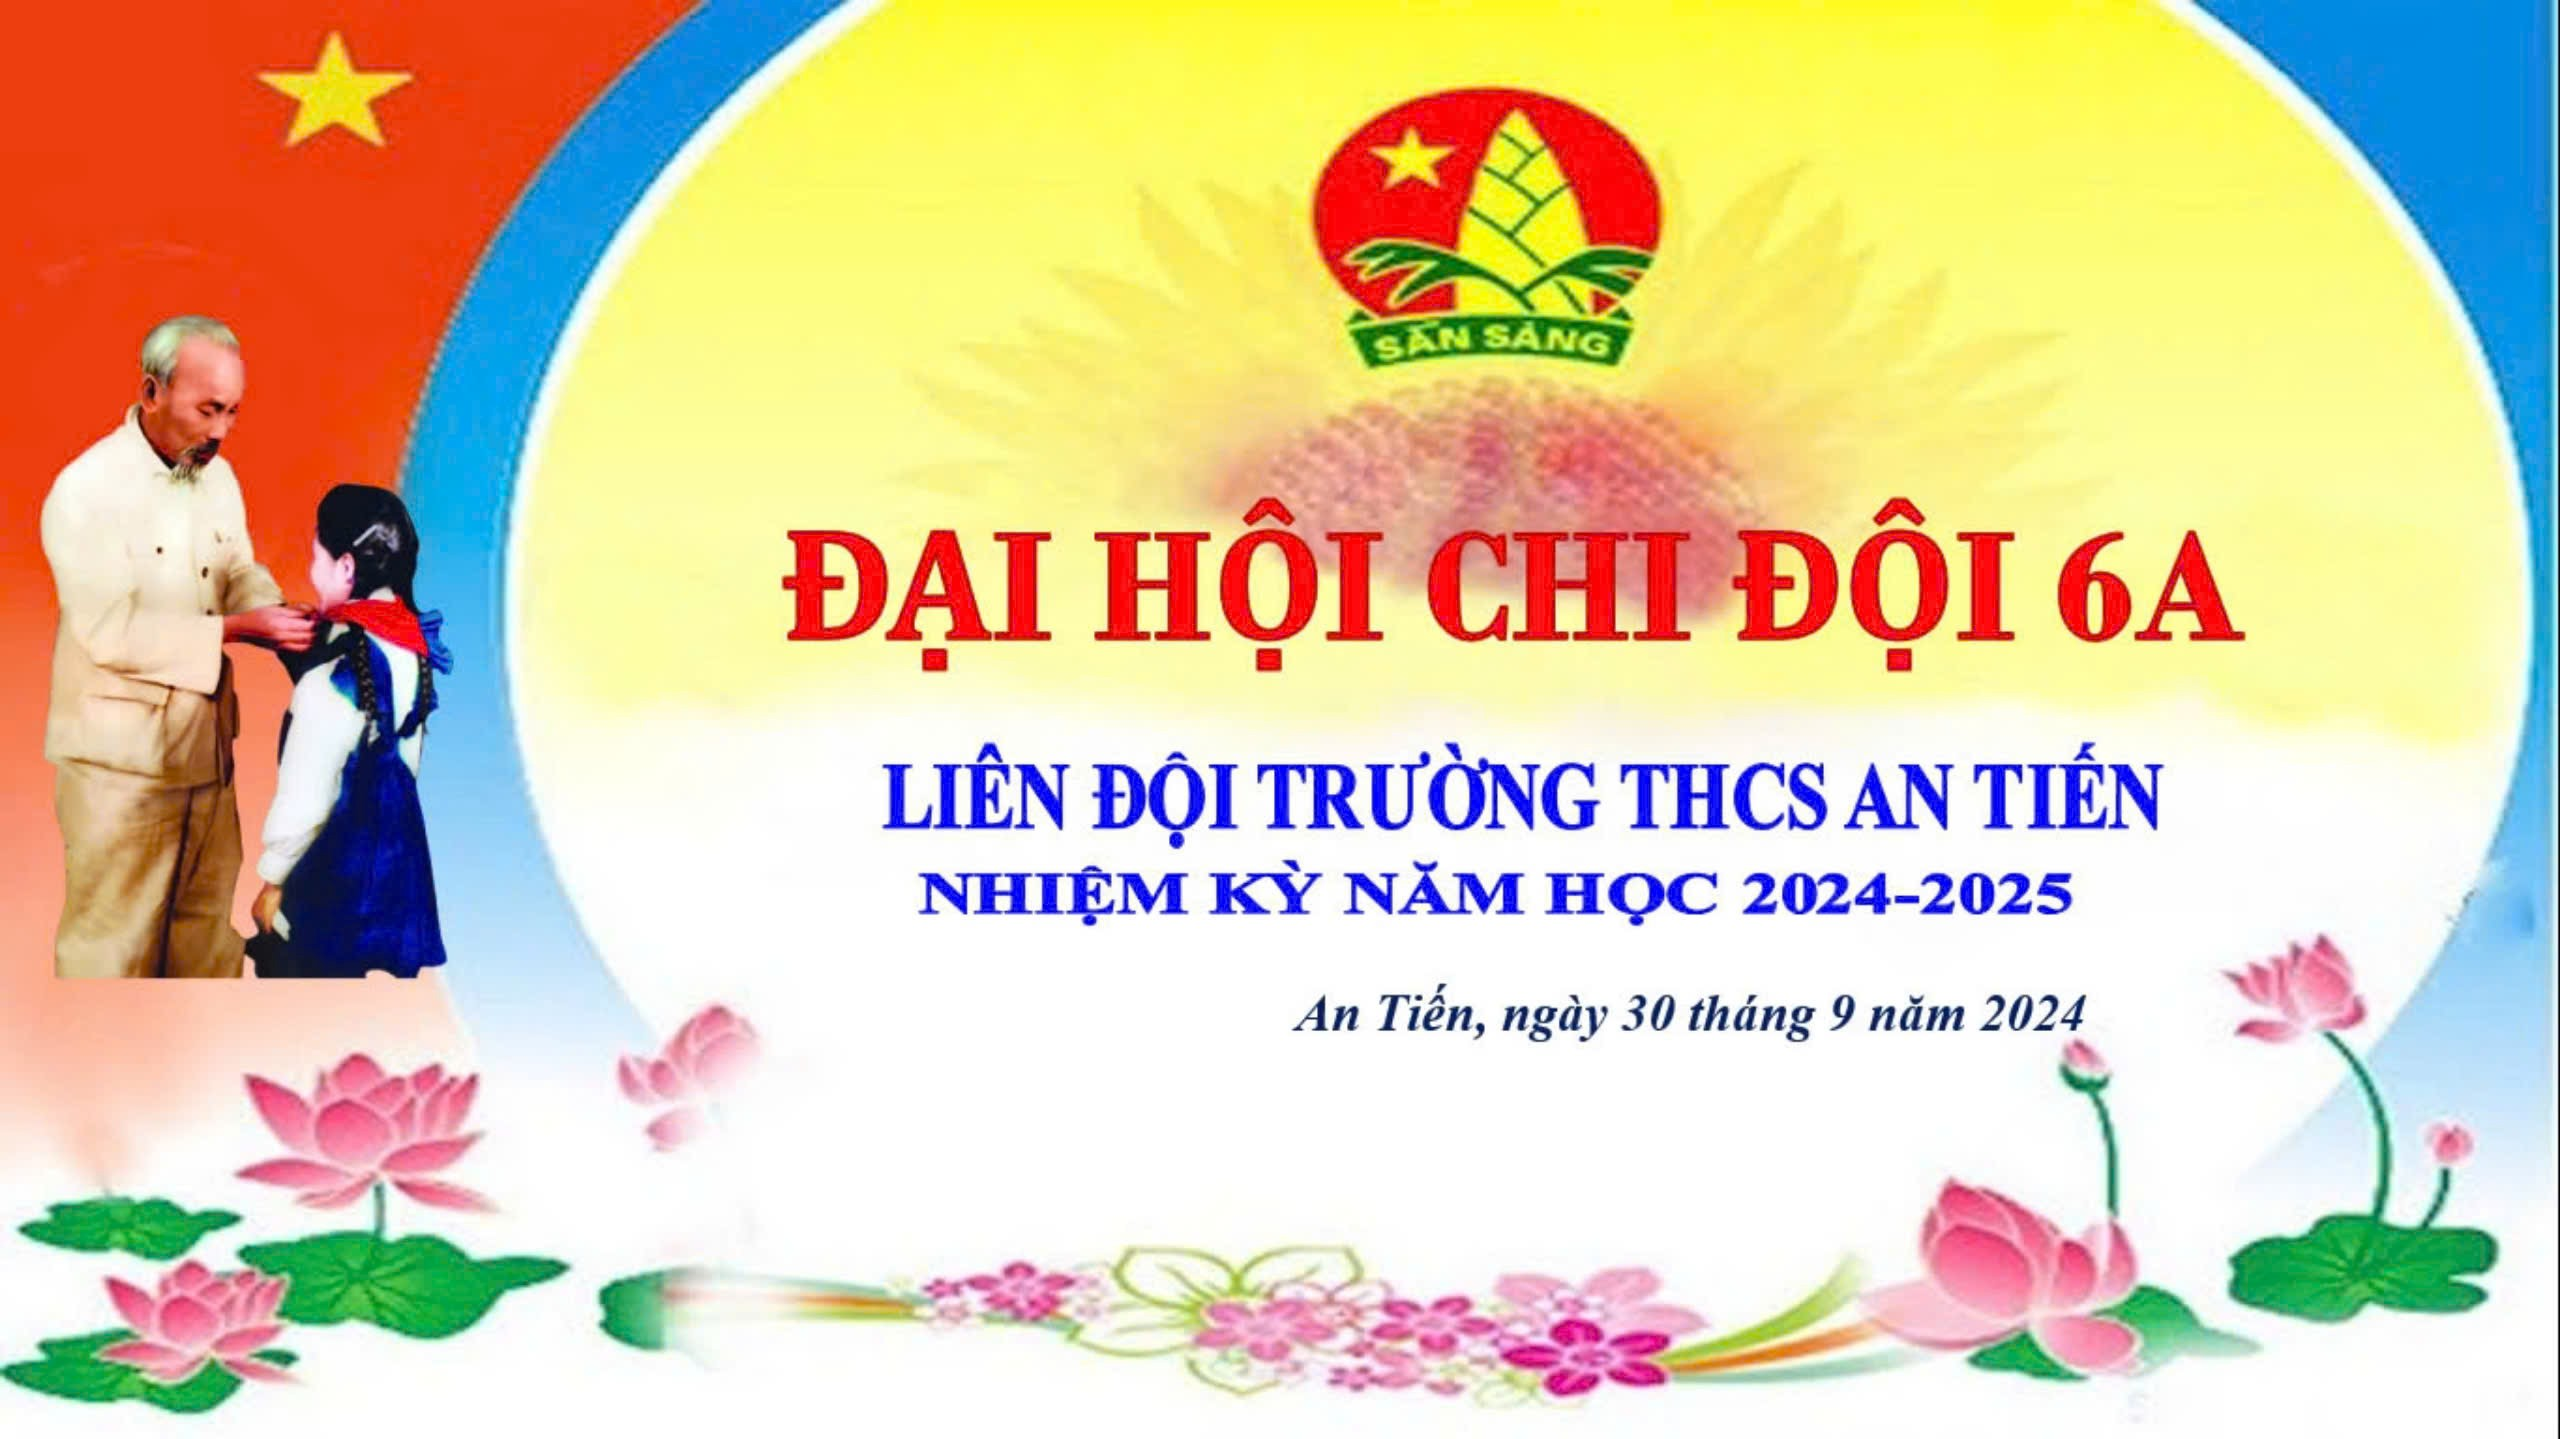 SẴN SÀNG
ĐẠI HỘI CHI ĐỘI 6A
LIÊN ĐỘI TRƯỜNG THCS AN TIẾN
NHIỆM KỲ NĂM HỌC 2024-2025
An Tiến, ngày 30 tháng 9 năm 2024